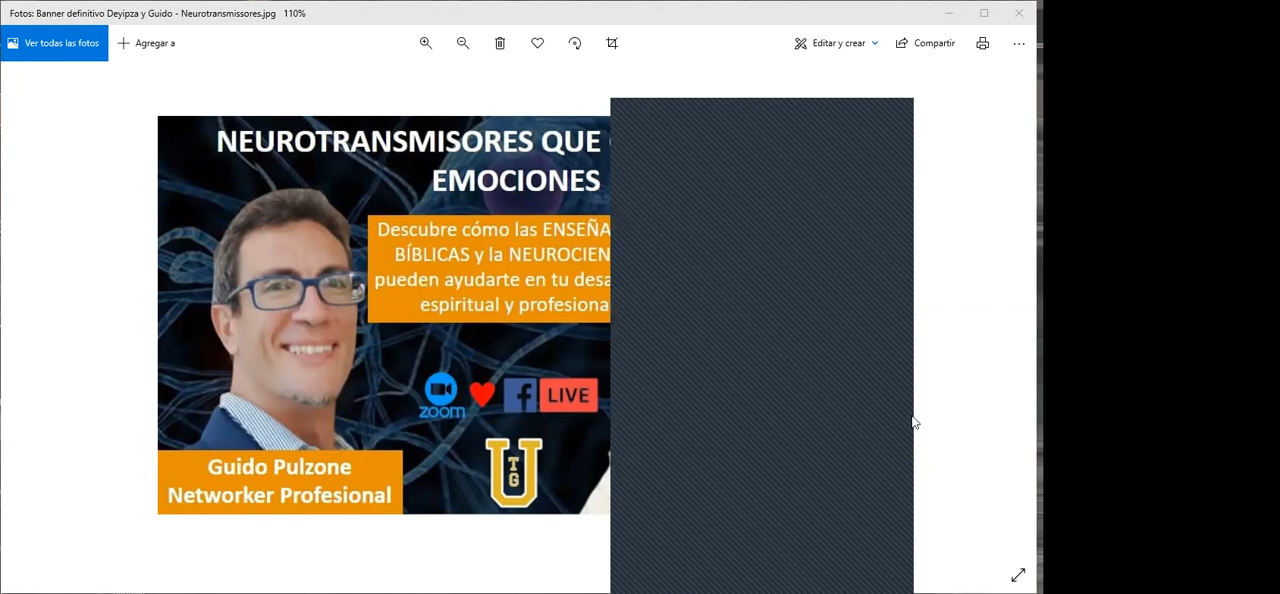 Fotos: Banner definitivo Deyipza y Guido - Neurotransmissores.jpg 110%
Ver todas las fotos
Agregar a
Editar y crear
Compartir
NEUROTRANSMISORES QUE
EMOCIONES
Descubre cómo las ENSEÑA
BÍBLICAS y la NEUROCIEN
pueden ayudarte en tu desa
espiritual y profesiona
zoom
f LIVE
U
T
G
Guido Pulzone
Networker Profesional